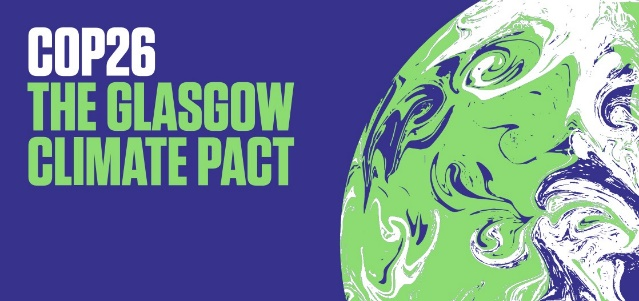 COP26
THE GLASGOW
CLIMATE PACT